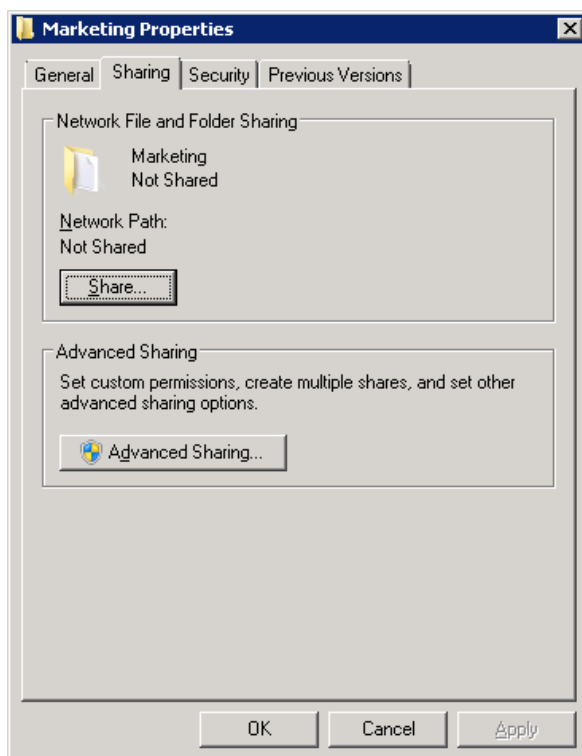 Marketing Properties
General Sharing Security Previous Versions
Network File and Folder Sharing
Marketing
Not Shared
Network Path:
Not Shared
Share...
Advanced Sharing
Set custom permissions, create multiple shares, and set other
advanced sharing options.
Advanced Sharing...
OK Cancel Apply